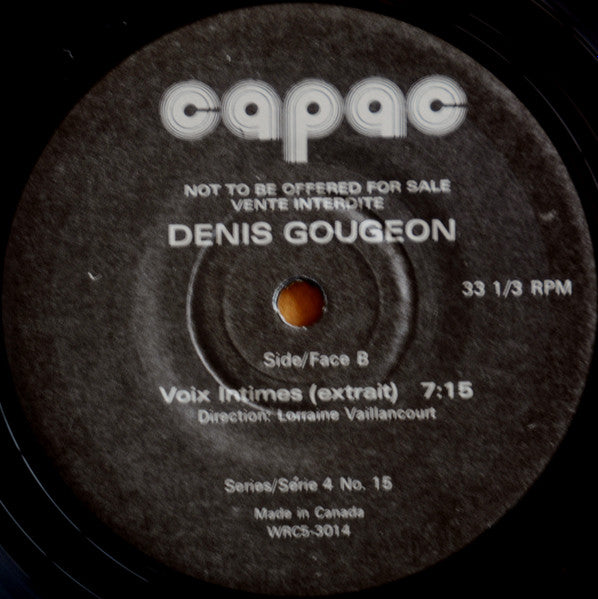 capac
NOT TO BE OFFERED FOR SALE
VENTE INTERDITE
DENIS GOUGEON
33 1/3 RPM
Side/Face B
Voix Intimes (extrait) 7:15
Direction: Lorraine Vaillancourt
Series/Série 4 No. 15
Made in Canada
WRC5-3014